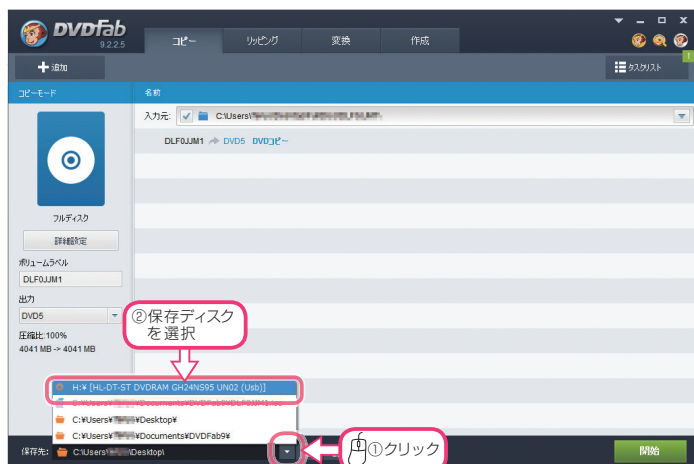 DVDFab
9.2.2.5
コピー
リッピング
変換
作成
追加
タスクリスト
1
コピーモード
名前
入力元:
C:\Users\
DLF0JJM1
DVD5
DVDコピー
フルディスク
詳細設定
ボリュームラベル
DLF0JJM1
出力
DVD5
圧縮比:100%
4041 MB -> 4041 MB
②保存ディスク
を選択
H:¥ [HL-DT-ST DVDRAM GH24NS95 UN02 (Usb)]
C:¥Users¥ ¥Documents¥DVDFab9¥DLF0JJM1.iso
C:¥Users¥ ¥Desktop¥
C:¥Users¥ ¥Documents¥DVDFab9¥
保存先:
C:\Users\ \Desktop\
①クリック
開始